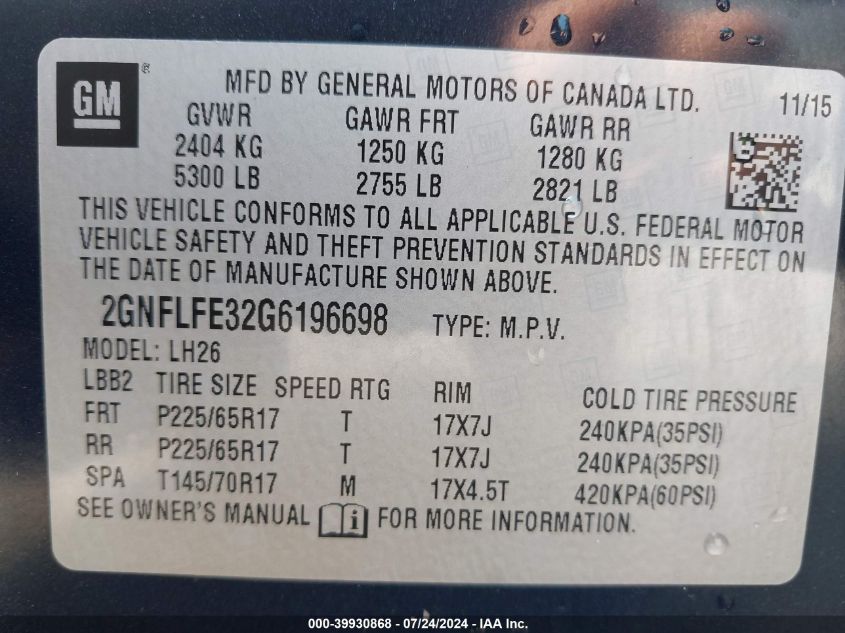 GM ®
MFD BY GENERAL MOTORS OF CANADA LTD. 11/15
GVWR GAWR FRT GAWR RR
2404 KG 1250 KG 1280 KG
5300 LB 2755 LB 2821 LB
THIS VEHICLE CONFORMS TO ALL APPLICABLE U.S. FEDERAL MOTOR
VEHICLE SAFETY AND THEFT PREVENTION STANDARDS IN EFFECT ON
THE DATE OF MANUFACTURE SHOWN ABOVE.
2GNFLFE32G6196698 TYPE: M.P.V.
MODEL: LH26
LBB2 TIRE SIZE SPEED RTG RIM COLD TIRE PRESSURE
FRT P225/65R17 T 17X7J 240KPA(35PSI)
RR P225/65R17 T 17X7J 240KPA(35PSI)
SPA T145/70R17 M 17X4.5T 420KPA(60PSI)
SEE OWNER'S MANUAL i FOR MORE INFORMATION.
000-39930868 / 07/24/2024 - IAA Inc.